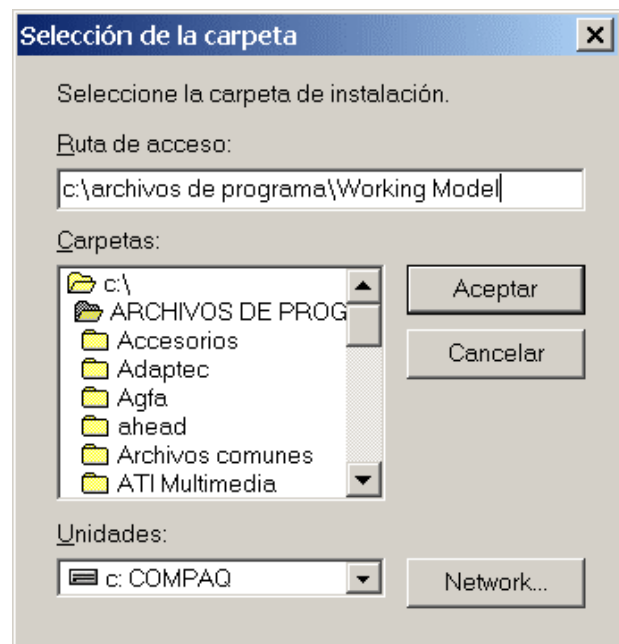 Selección de la carpeta
Seleccione la carpeta de instalación.
Ruta de acceso:
c:\archivos de programa\Working Model
Carpetas:
c:\
ARCHIVOS DE PROG
Accesorios
Adaptec
Agfa
ahead
Archivos comunes
ATI Multimedia
Aceptar
Cancelar
Unidades:
c: COMPAQ
Network...